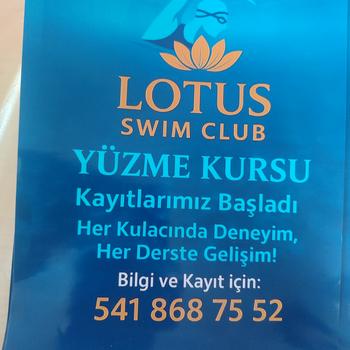 LOTUS
SWIM CLUB
YÜZME KURSU
Kayıtlarımız Başladı
Her Kulacında Deneyim,
Her Derste Gelişim!
Bilgi ve Kayıt için:
541 868 75 52